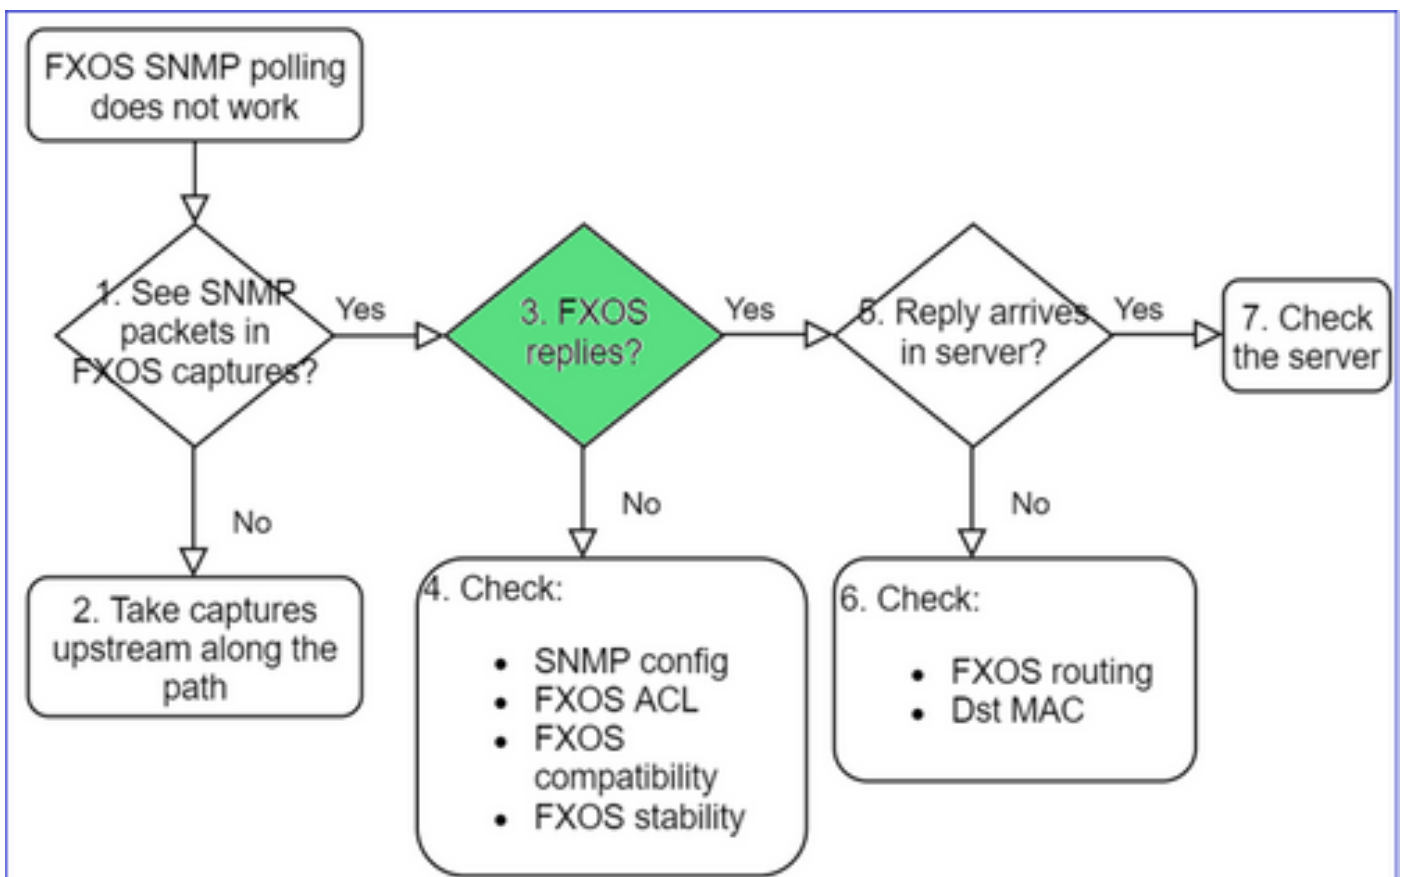 FXOS SNMP polling
does not work
1. See SNMP
packets in
FXOS captures?
Yes
3. FXOS
replies?
Yes
5. Reply arrives
in server?
Yes
7. Check
the server
No
No
No
2. Take captures
upstream along the
path
4. Check:
• SNMP config
• FXOS ACL
• FXOS
compatibility
• FXOS stability
6. Check:
• FXOS routing
• Dst MAC